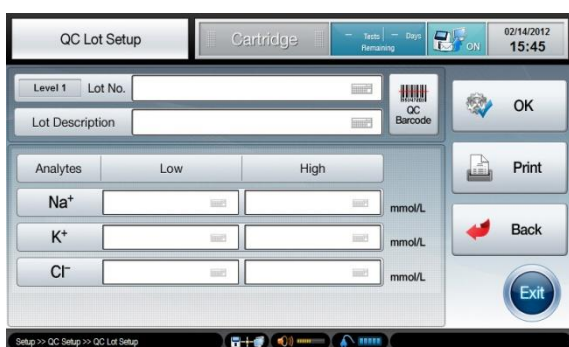 QC Lot Setup
Cartridge
– Tests – Days
Remaining
ON
02/14/2012
15:45
Level 1 Lot No.
QC
Barcode
Lot Description
OK
Analytes Low High
Print
Na⁺ mmol/L
K⁺ mmol/L
Back
Cl⁻ mmol/L
Exit
Setup >> QC Setup >> QC Lot Setup